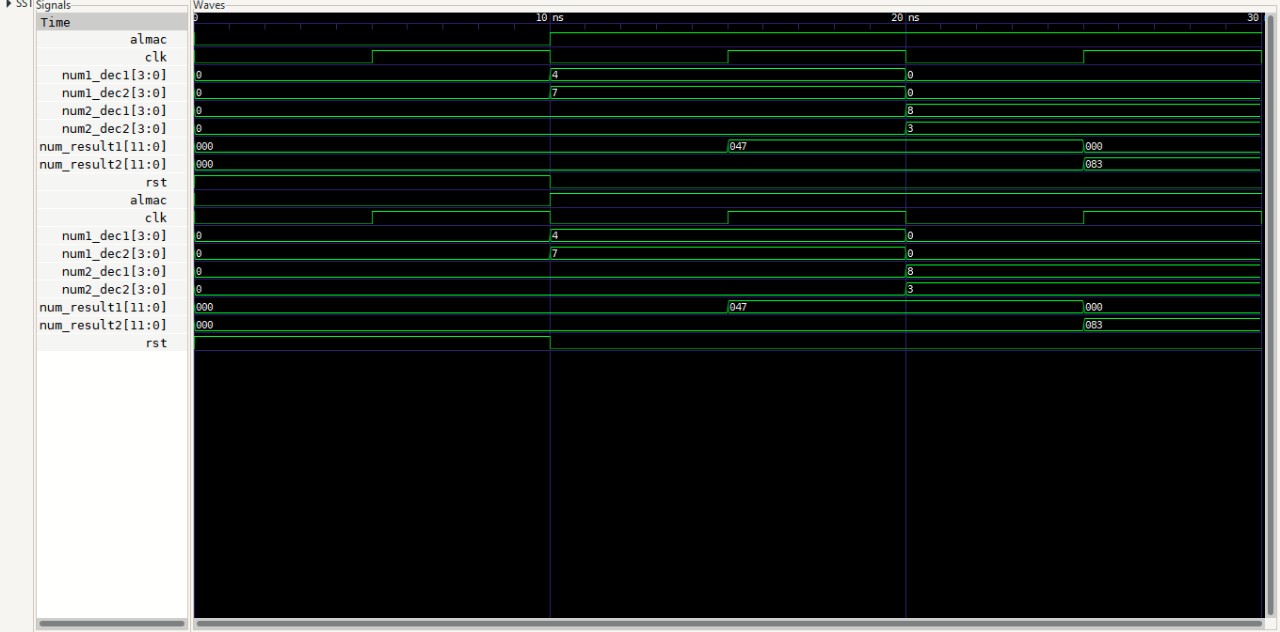 SST Signals Waves
Time 0 10 ns 20 ns 30
almac
clk
num1_dec1[3:0] 0 4 0
num1_dec2[3:0] 0 7 0
num2_dec1[3:0] 0 8
num2_dec2[3:0] 0 3
num_result1[11:0] 000 047 000
num_result2[11:0] 000 083
rst
almac
clk
num1_dec1[3:0] 0 4 0
num1_dec2[3:0] 0 7 0
num2_dec1[3:0] 0 8
num2_dec2[3:0] 0 3
num_result1[11:0] 000 047 000
num_result2[11:0] 000 083
rst